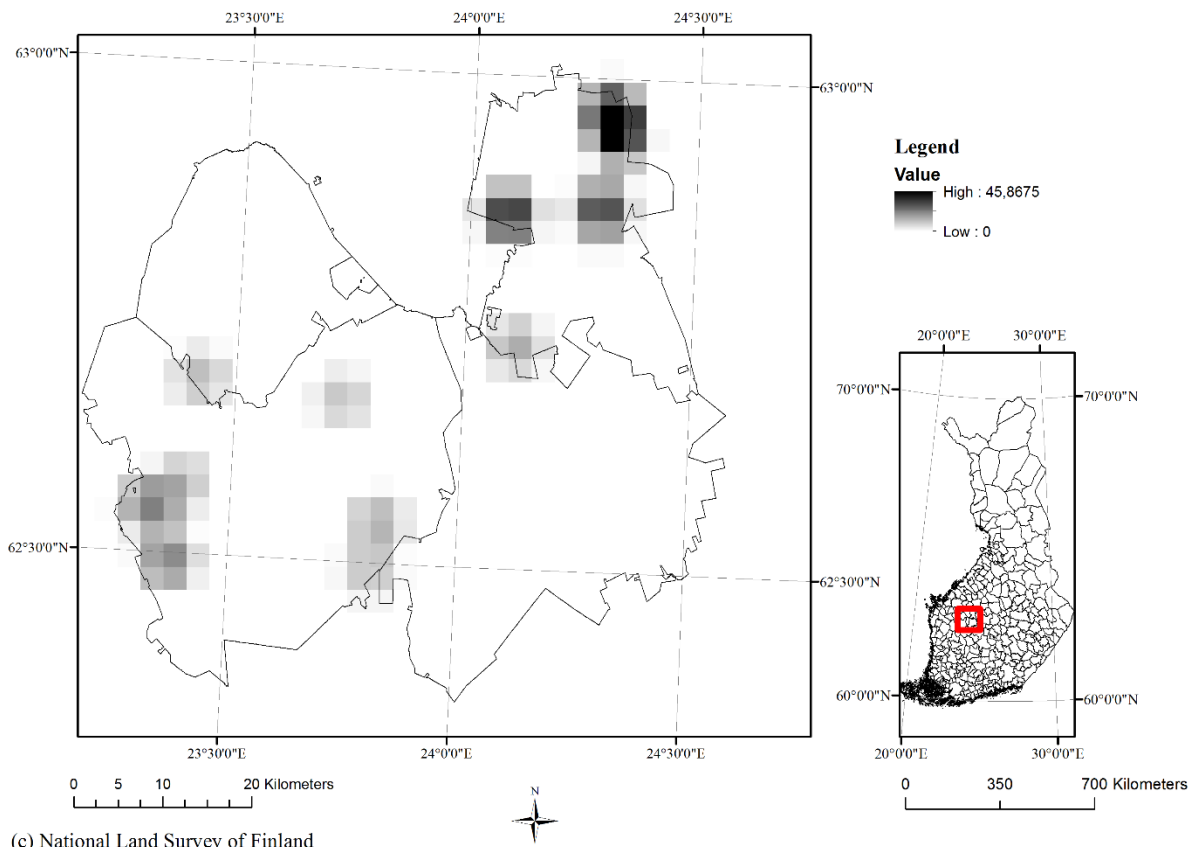 23°30'0"E 24°0'0"E 24°30'0"E
63°0'0"N
63°0'0"N
Legend
Value
High : 45,8675
Low : 0
20°0'0"E 30°0'0"E
70°0'0"N
70°0'0"N
62°30'0"N
62°30'0"N
60°0'0"N
60°0'0"N
23°30'0"E 24°0'0"E 24°30'0"E
20°0'0"E 30°0'0"E
0 5 10 20 Kilometers
0 350 700 Kilometers
N
(c) National Land Survey of Finland